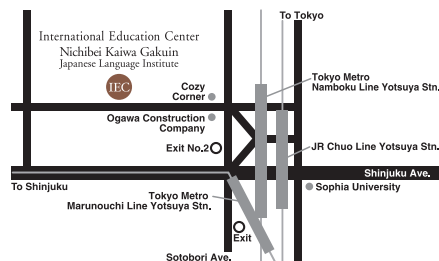 To Tokyo
International Education Center
Nichibei Kaiwa Gakuin
Japanese Language Institute
IEC
Cozy
Corner
Tokyo Metro
Namboku Line Yotsuya Stn.
Ogawa Construction
Company
Exit No.2
JR Chuo Line Yotsuya Stn.
Shinjuku Ave.
To Shinjuku
Sophia University
Tokyo Metro
Marunouchi Line Yotsuya Stn.
Exit
Sotobori Ave.